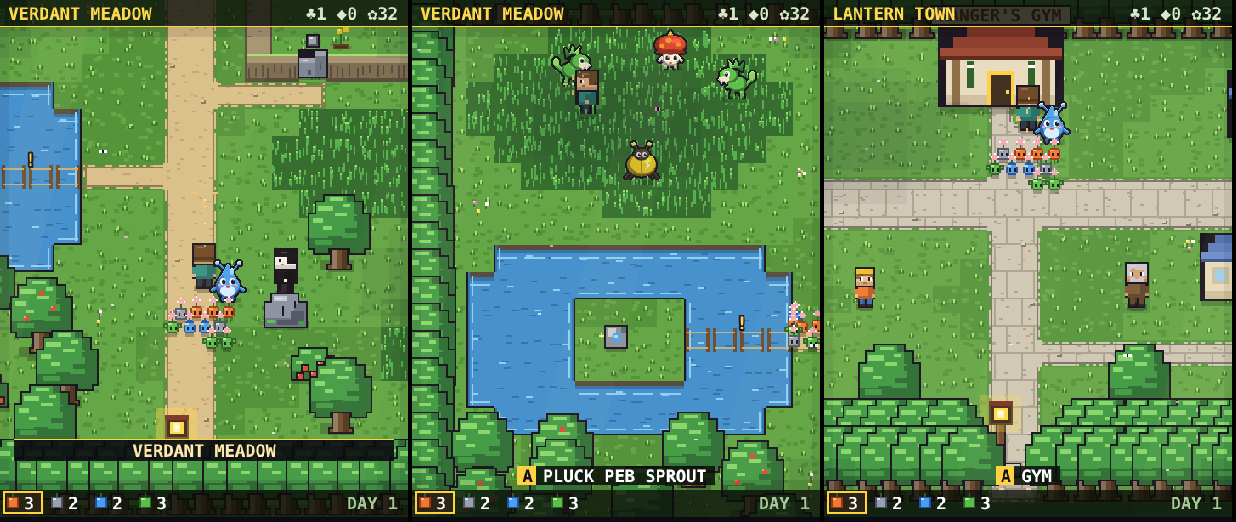 VERDANT MEADOW ♣1 ◆0 ✿32
VERDANT MEADOW
3 2 2 3 DAY 1
VERDANT MEADOW ♣1 ◆0 ✿32
A PLUCK PEB SPROUT
3 2 2 3 DAY 1
LANTERN TOWN NGER'S GYM ♣1 ◆0 ✿32
A GYM
3 2 2 3 DAY 1